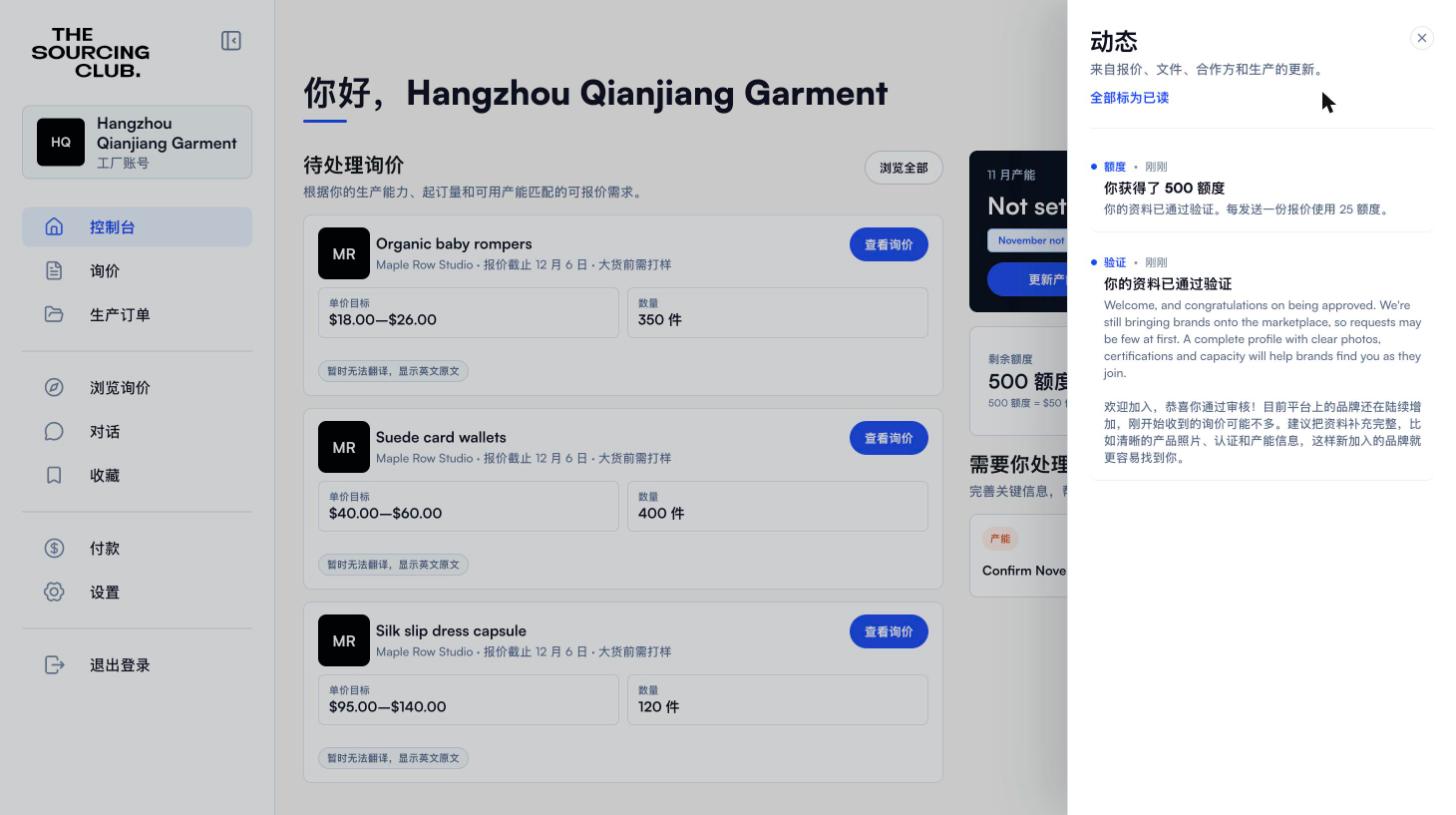 THE
SOURCING
CLUB.
HQ
Hangzhou
Qianjiang Garment
工厂账号
控制台
询价
生产订单
浏览询价
对话
收藏
付款
设置
退出登录
你好，Hangzhou Qianjiang Garment
待处理询价
浏览全部
根据你的生产能力、起订量和可用产能匹配的可报价需求。
MR
Organic baby rompers
Maple Row Studio · 报价截止 12 月 6 日 · 大货前需打样
查看询价
单价目标
$18.00–$26.00
数量
350 件
暂时无法翻译，显示英文原文
MR
Suede card wallets
Maple Row Studio · 报价截止 12 月 6 日 · 大货前需打样
查看询价
单价目标
$40.00–$60.00
数量
400 件
暂时无法翻译，显示英文原文
MR
Silk slip dress capsule
Maple Row Studio · 报价截止 12 月 6 日 · 大货前需打样
查看询价
单价目标
$95.00–$140.00
数量
120 件
暂时无法翻译，显示英文原文
11 月产能
Not set
November not
更新产
剩余额度
500 额度
500 额度 = $50
需要你处理
完善关键信息，
产能
Confirm Nove
动态
来自报价、文件、合作方和生产的更新。
全部标为已读
额度 • 刚刚
你获得了 500 额度
你的资料已通过验证。每发送一份报价使用 25 额度。
验证 • 刚刚
你的资料已通过验证
Welcome, and congratulations on being approved. We're
still bringing brands onto the marketplace, so requests may
be few at first. A complete profile with clear photos,
certifications and capacity will help brands find you as they
join.
欢迎加入，恭喜你通过审核！目前平台上的品牌还在陆续增
加，刚开始收到的询价可能不多。建议把资料补充完整，比
如清晰的产品照片、认证和产能信息，这样新加入的品牌就
更容易找到你。